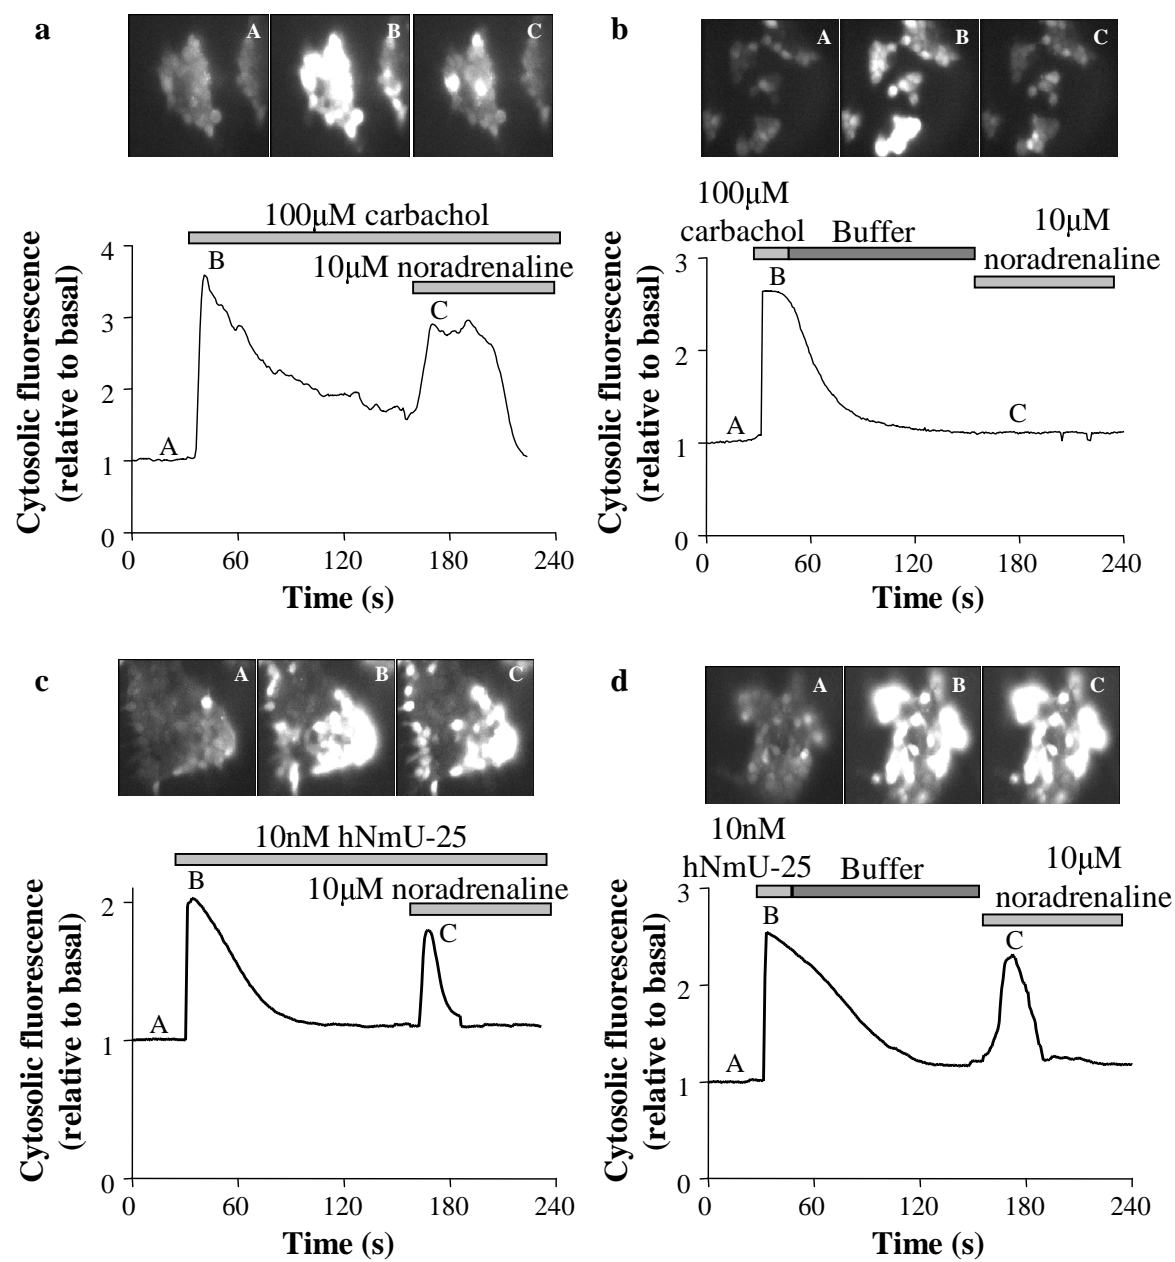 a
A
B
C
100μM carbachol
10μM noradrenaline
Cytosolic fluorescence
(relative to basal)
4
3
2
1
0
A
B
C
0
60
120
180
240
Time (s)
b
A
B
C
100μM
carbachol
Buffer
10μM
noradrenaline
Cytosolic fluorescence
(relative to basal)
3
2
1
0
A
B
C
0
60
120
180
240
Time (s)
c
A
B
C
10nM hNmU-25
10μM noradrenaline
Cytosolic fluorescence
(relative to basal)
2
1
0
A
B
C
0
60
120
180
240
Time (s)
d
A
B
C
10nM
hNmU-25
Buffer
10μM
noradrenaline
Cytosolic fluorescence
(relative to basal)
3
2
1
0
A
B
C
0
60
120
180
240
Time (s)